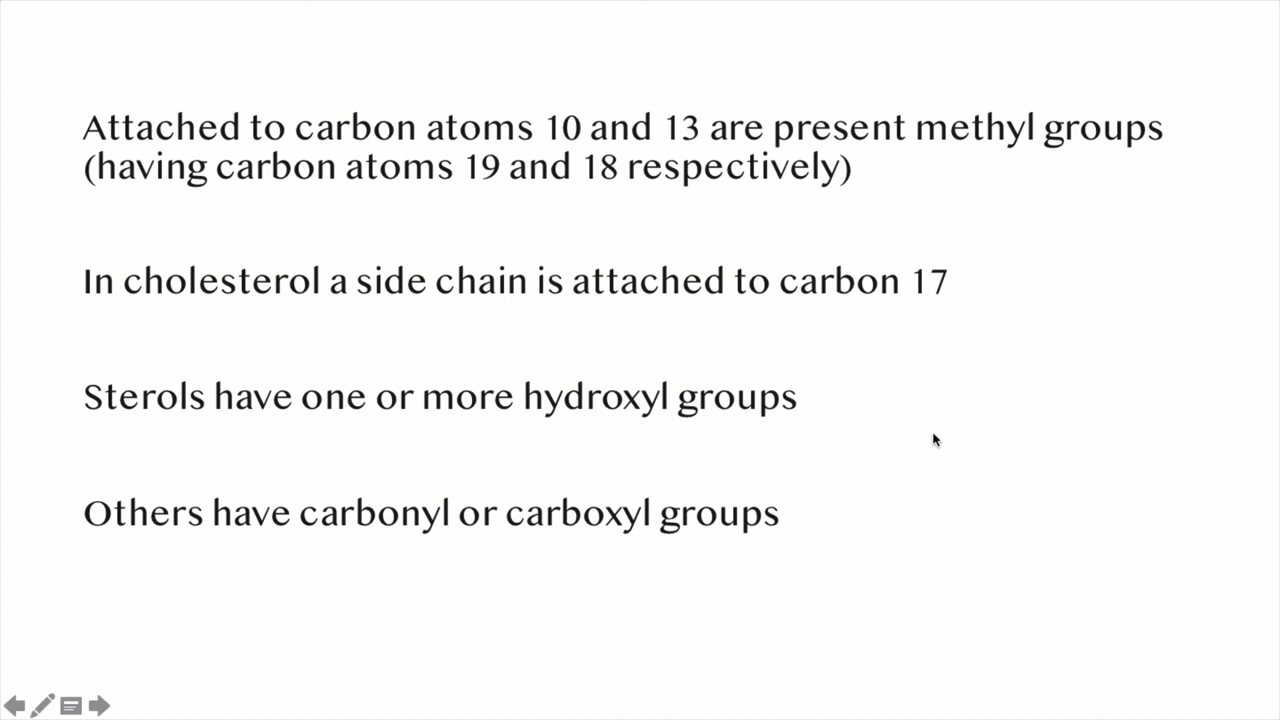 Attached to carbon atoms 10 and 13 are present methyl groups
(having carbon atoms 19 and 18 respectively)
In cholesterol a side chain is attached to carbon 17
Sterols have one or more hydroxyl groups
Others have carbonyl or carboxyl groups